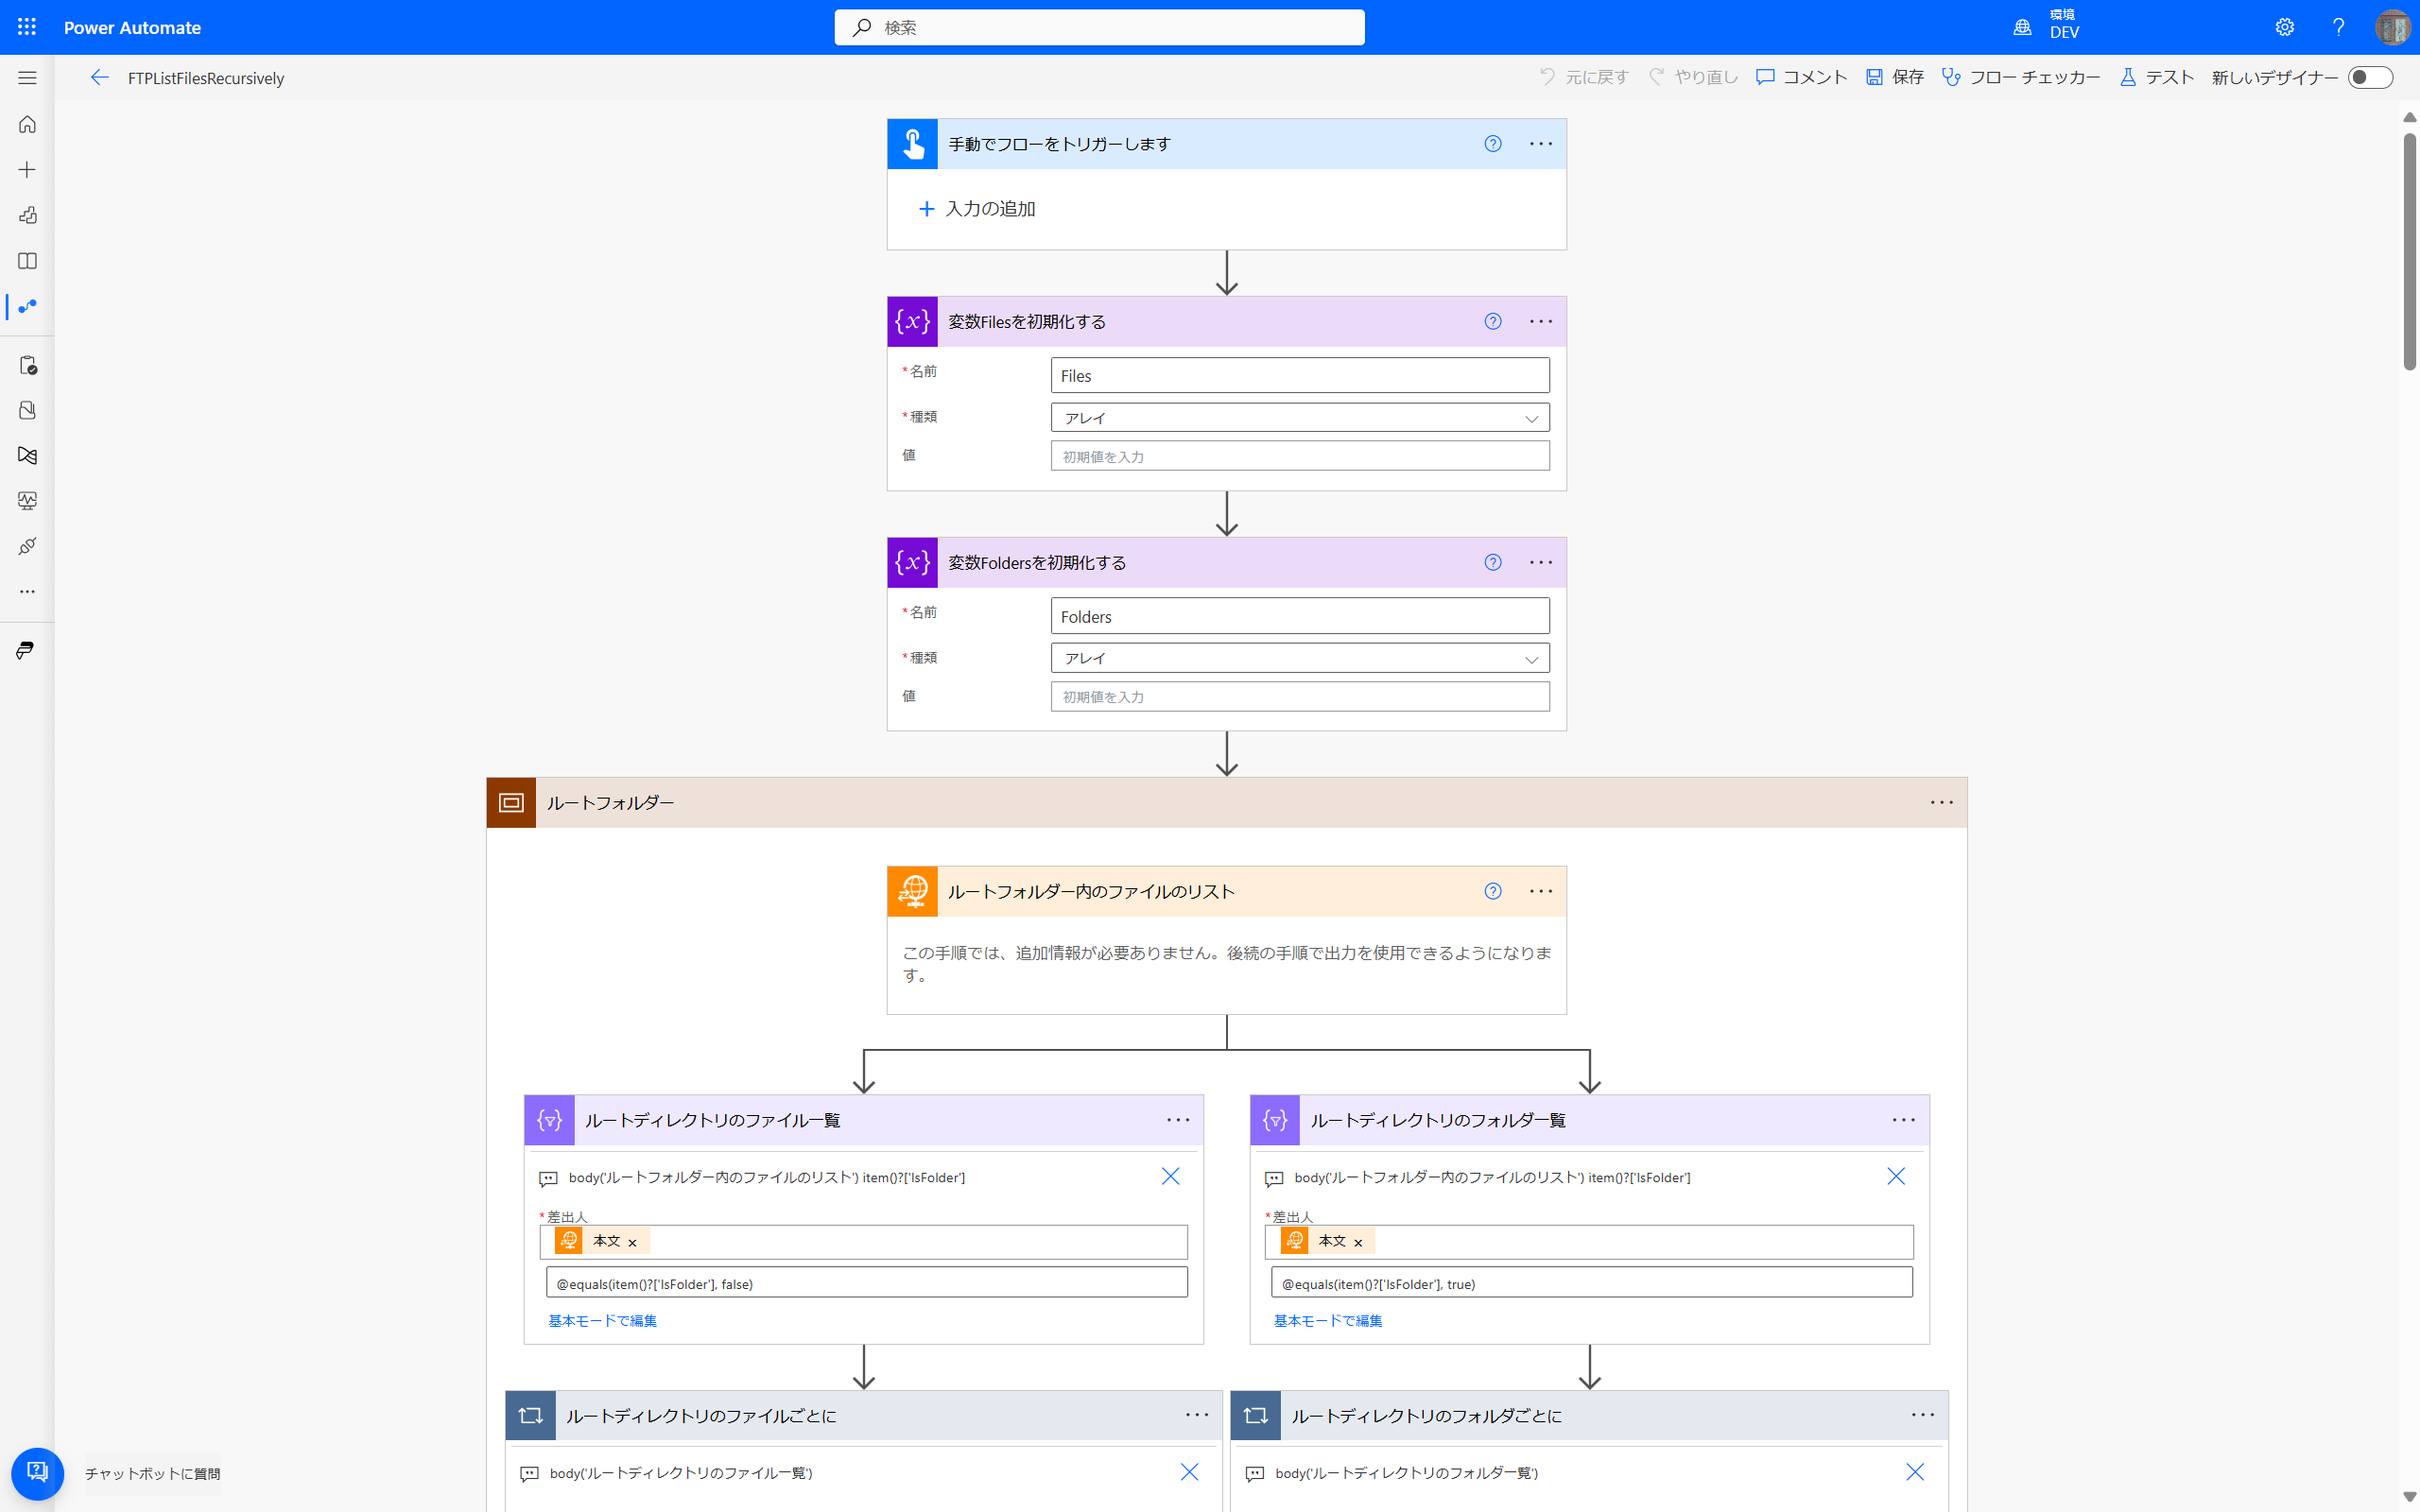 Power Automate
検索
環境
DEV
FTPListFilesRecursively
元に戻す
やり直し
コメント
保存
フロー チェッカー
テスト
新しいデザイナー
手動でフローをトリガーします
入力の追加
変数Filesを初期化する
*名前
Files
*種類
アレイ
値
初期値を入力
変数Foldersを初期化する
*名前
Folders
*種類
アレイ
値
初期値を入力
ルートフォルダー
ルートフォルダー内のファイルのリスト
この手順では、追加情報が必要ありません。後続の手順で出力を使用できるようになりま
す。
ルートディレクトリのファイル一覧
body('ルートフォルダー内のファイルのリスト') item()?['IsFolder']
*差出人
本文
@equals(item()?['IsFolder'], false)
基本モードで編集
ルートディレクトリのフォルダ一覧
body('ルートフォルダー内のファイルのリスト') item()?['IsFolder']
*差出人
本文
@equals(item()?['IsFolder'], true)
基本モードで編集
ルートディレクトリのファイルごとに
body('ルートディレクトリのファイル一覧')
ルートディレクトリのフォルダごとに
body('ルートディレクトリのフォルダ一覧')
チャットボットに質問